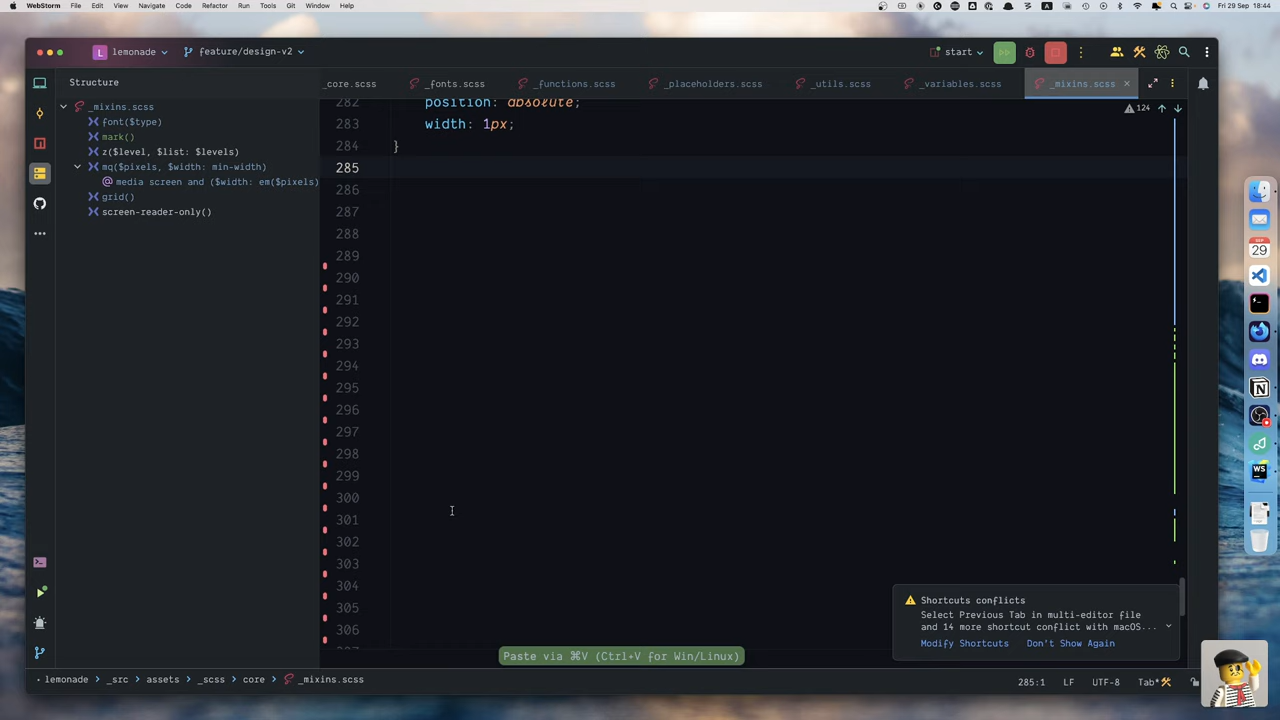 WebStorm File Edit View Navigate Code Refactor Run Tools Git Window Help
A Fri 29 Sep 18:44
L lemonade feature/design-v2 start
Structure
_core.scss _fonts.scss _functions.scss _placeholders.scss _utils.scss _variables.scss _mixins.scss
_mixins.scss
font($type)
mark()
z($level, $list: $levels)
mq($pixels, $width: min-width)
@ media screen and ($width: em($pixels)
grid()
screen-reader-only()
282 position: absolute;
283 width: 1px;
284 }
285
286
287
288
289
290
291
292
293
294
295
296
297
298
299
300
301
302
303
304
305
306
124
SEP
29
WS
Shortcuts conflicts
Select Previous Tab in multi-editor file
and 14 more shortcut conflict with macOS...
Modify Shortcuts Don't Show Again
Paste via ⌘V (Ctrl+V for Win/Linux)
lemonade _src assets _scss core _mixins.scss
285:1 LF UTF-8 Tab*